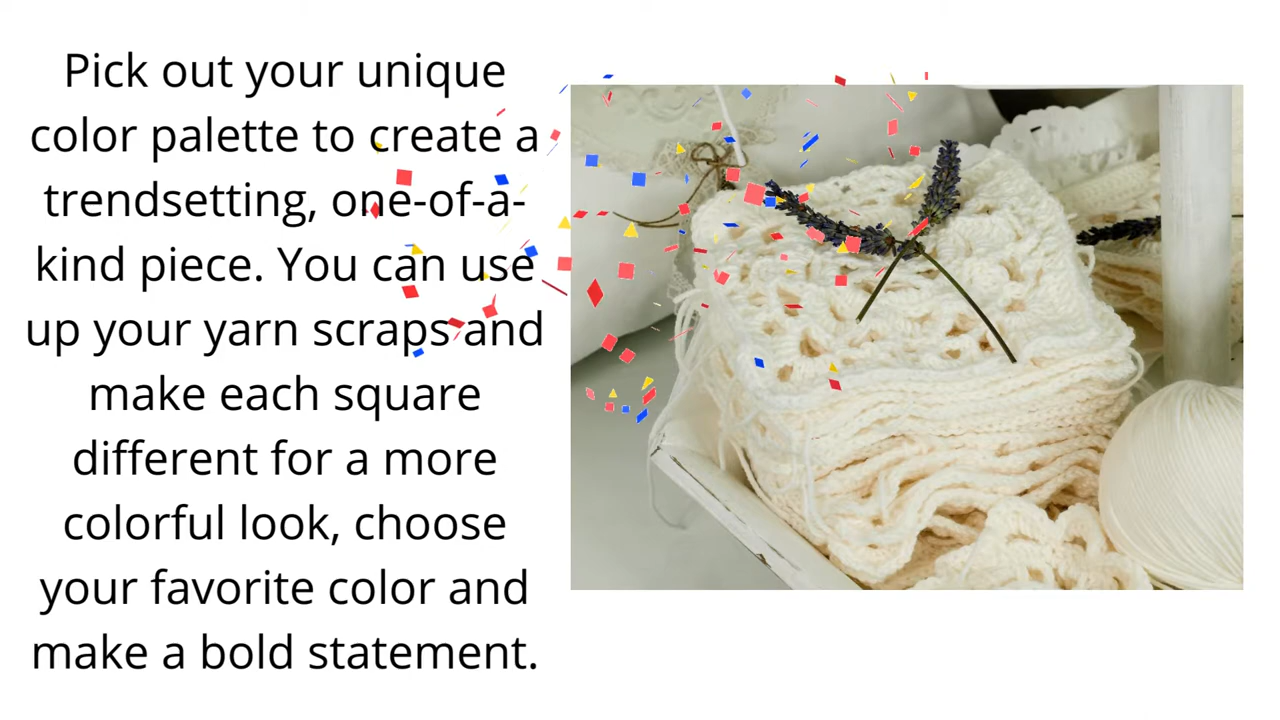 Pick out your unique
color palette to create a
trendsetting, one-of-a-
kind piece. You can use
up your yarn scraps and
make each square
different for a more
colorful look, choose
your favorite color and
make a bold statement.